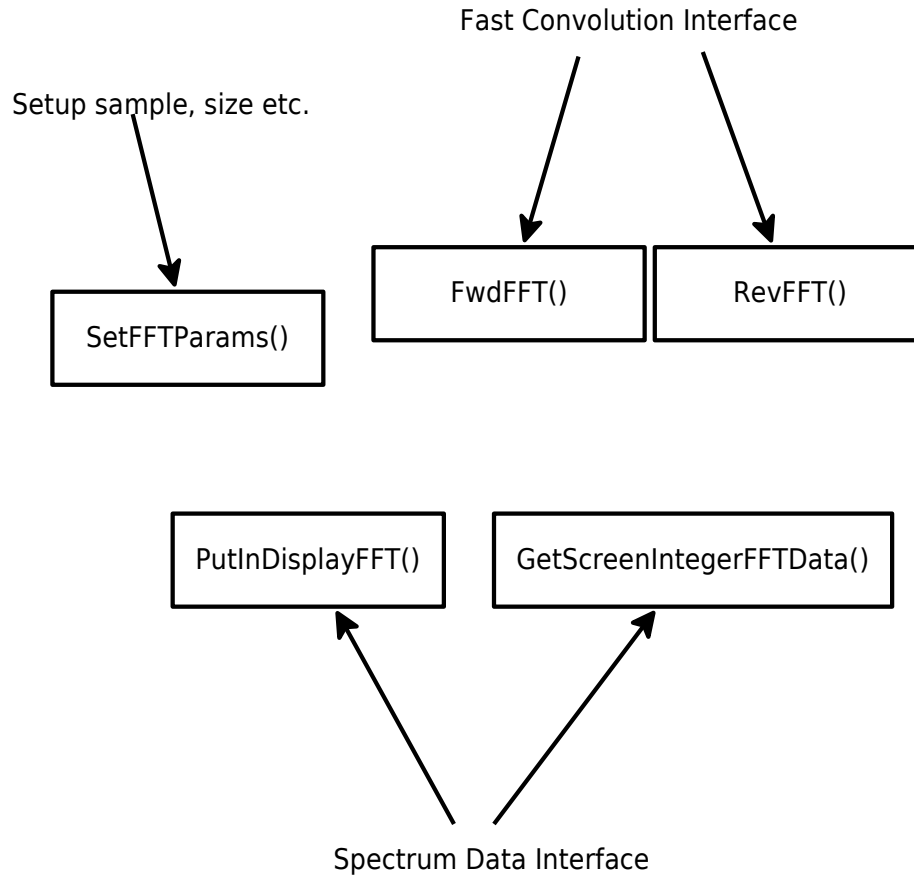 Fast Convolution Interface
Setup sample, size etc.
FwdFFT()
RevFFT()
SetFFTParams()
PutInDisplayFFT()
GetScreenIntegerFFTData()
Spectrum Data Interface